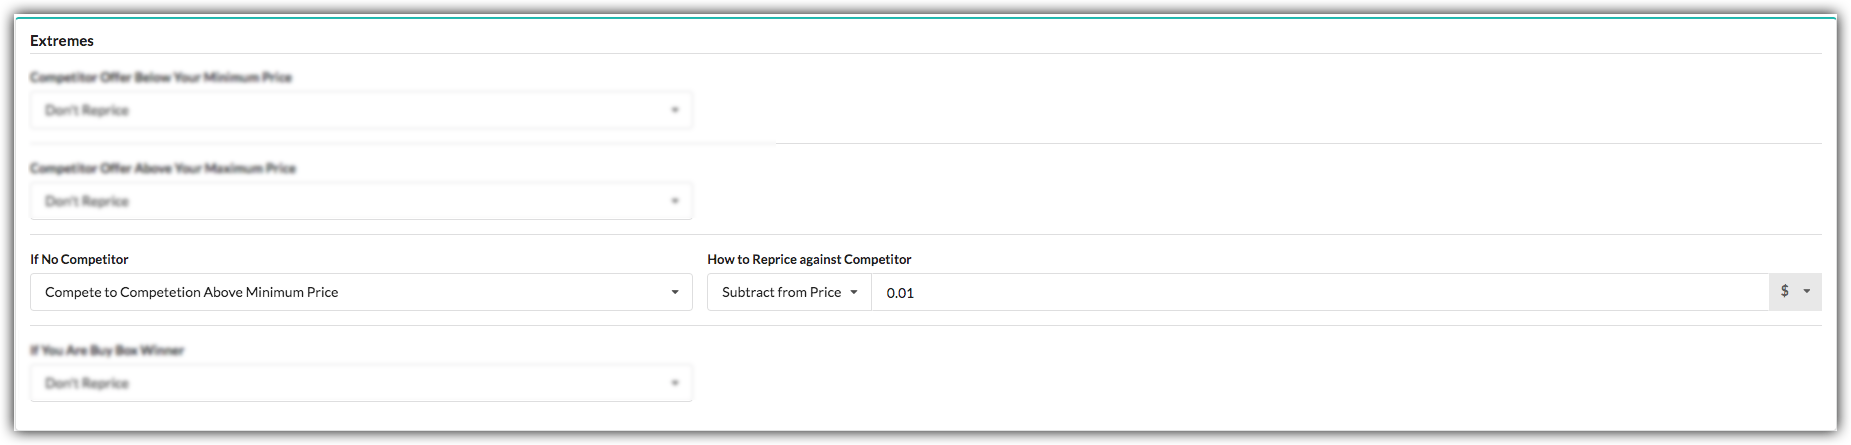 Extremes
Competitor Offer Below Your Minimum Price
Don't Reprice
Competitor Offer Above Your Maximum Price
Don't Reprice
If No Competitor
How to Reprice against Competitor
Compete to Competetion Above Minimum Price
Subtract from Price
0.01
$
If You Are Buy Box Winner
Don't Reprice